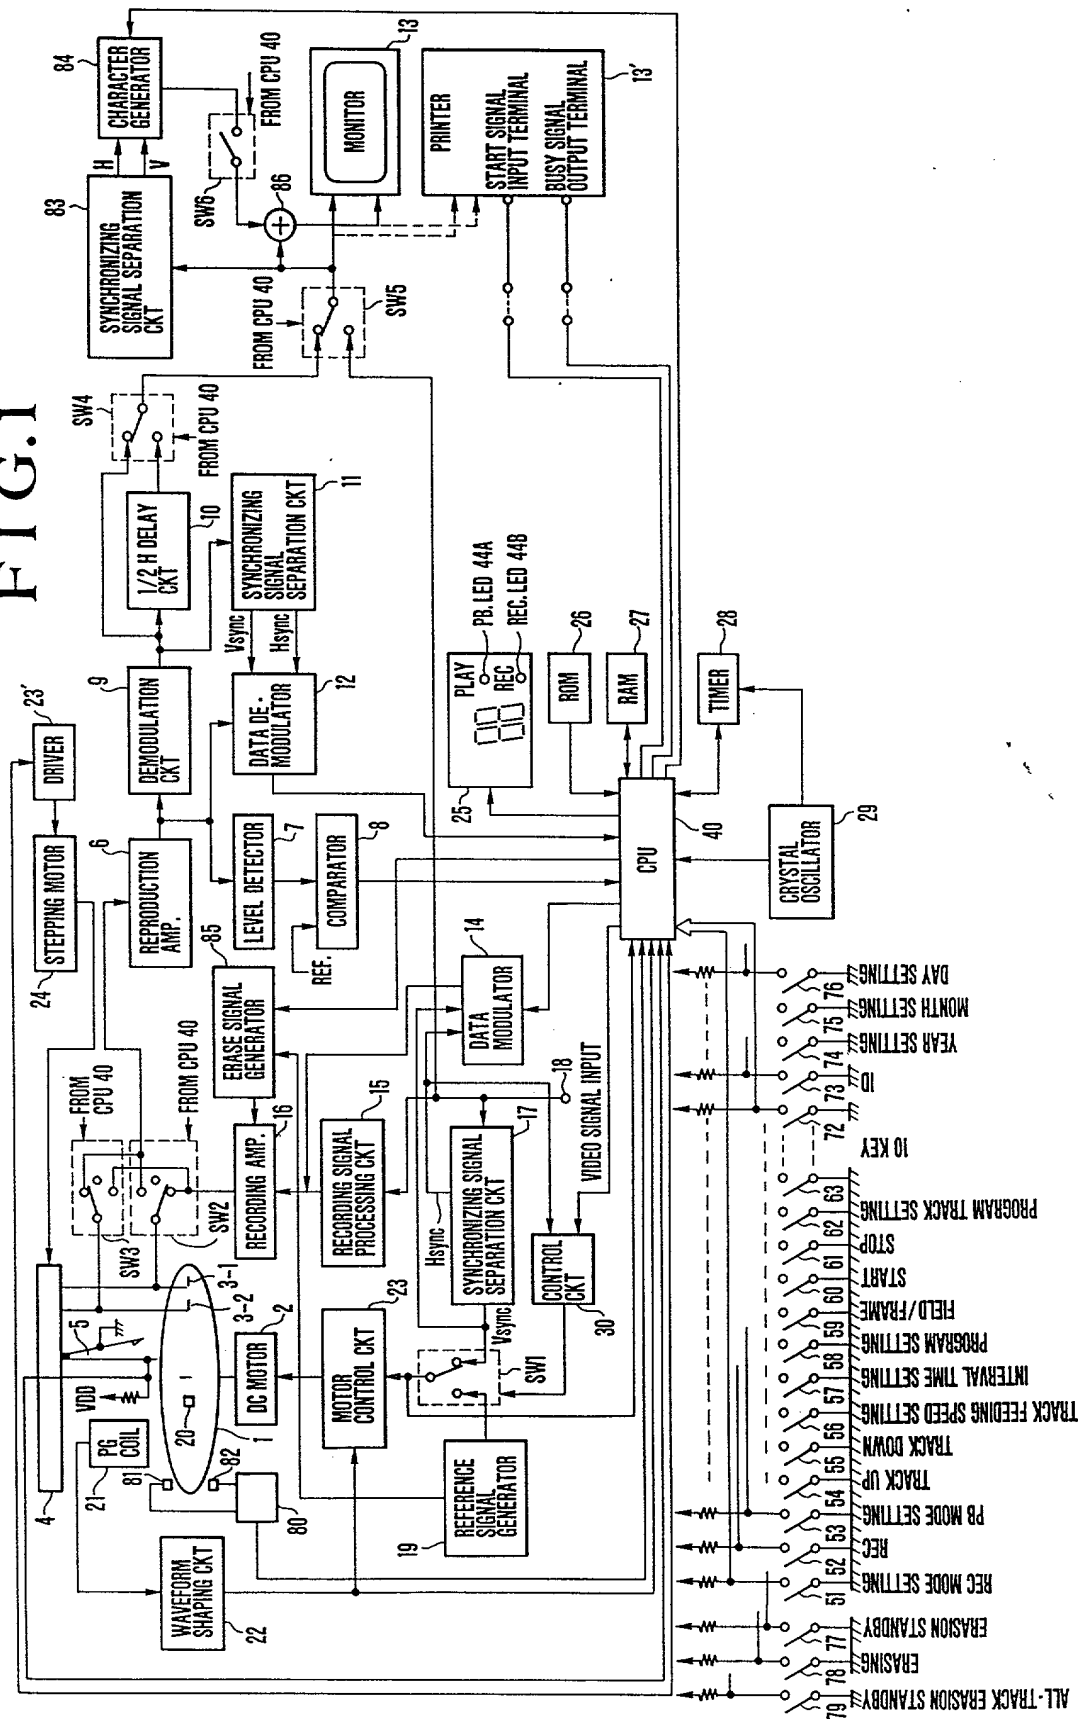 FIG.1
83
SYNCHRONIZING
SIGNAL SEPARATION
CKT
H
V
84
CHARACTER
GENERATOR
SW6
FROM CPU 40
86
13
MONITOR
PRINTER
START SIGNAL
INPUT TERMINAL
BUSY SIGNAL
OUTPUT TERMINAL
13'
FROM CPU 40
SW5
SW4
FROM CPU 40
1/2 H DELAY
CKT
10
SYNCHRONIZING
SIGNAL
SEPARATION CKT
11
Vsync
Hsync
DATA DE-
MODULATOR
12
DEMODULATION
CKT
9
23'
DRIVER
STEPPING MOTOR
24
REPRODUCTION
AMP.
6
LEVEL DETECTOR
7
COMPARATOR
8
REF.
85
ERASE SIGNAL
GENERATOR
FROM
CPU 40
FROM CPU 40
SW3
SW2
RECORDING AMP.
16
RECORDING SIGNAL
PROCESSING CKT
15
DATA
MODULATOR
14
18
VIDEO SIGNAL INPUT
Hsync
SYNCHRONIZING SIGNAL
SEPARATION CKT
17
Vsync
CONTROL
CKT
30
SW1
4
5
VDD
3-1
3-2
20
1
PG
COIL
21
81
82
80
DC MOTOR
2
MOTOR
CONTROL CKT
23
REFERENCE
SIGNAL
GENERATOR
19
WAVEFORM
SHAPING CKT
22
PLAY
REC
PB.LED 44A
REC.LED 44B
25
ROM
26
RAM
27
TIMER
28
CPU
40
CRYSTAL
OSCILLATOR
29
79
ALL-TRACK ERASION STANDBY
78
ERASING
77
ERASION STANDBY
51
REC MODE SETTING
52
REC
53
PB MODE SETTING
54
TRACK UP
55
TRACK DOWN
56
TRACK FEEDING SPEED SETTING
57
INTERVAL TIME SETTING
58
PROGRAM SETTING
59
FIELD/FRAME
60
START
61
STOP
62
PROGRAM TRACK SETTING
63
10 KEY
72
73
ID
74
YEAR SETTING
75
MONTH SETTING
76
DAY SETTING